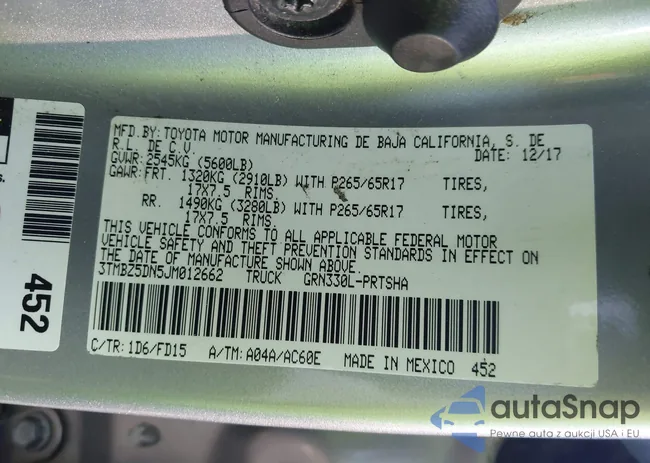 MFD.BY: TOYOTA MOTOR MANUFACTURING DE BAJA CALIFORNIA, S. DE
R.L. DE C.V.
DATE: 12/17
GVWR: 2545KG (5600LB)
GAWR: FRT. 1320KG (2910LB) WITH P265/65R17 TIRES,
17X7.5 RIMS,
RR. 1490KG (3280LB) WITH P265/65R17 TIRES,
17X7.5 RIMS.
THIS VEHICLE CONFORMS TO ALL APPLICABLE FEDERAL MOTOR
VEHICLE SAFETY AND THEFT PREVENTION STANDARDS IN EFFECT ON
THE DATE OF MANUFACTURE SHOWN ABOVE.
3TMBZ5DN5JM012662 TRUCK GRN330L-PRTSHA
C/TR: 1D6/FD15 A/TM: A04A/AC60E MADE IN MEXICO 452
452
s.
autaSnap
Pewne auta z aukcji USA i EU